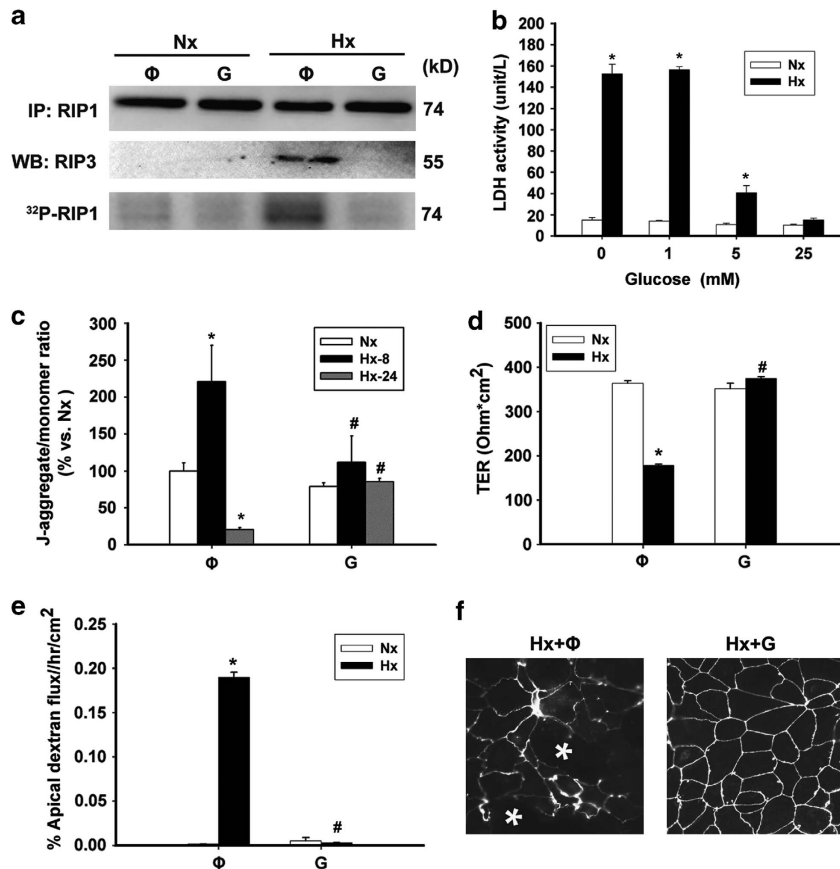 a
Nx Hx
Φ G Φ G (kD)
IP: RIP1 74
WB: RIP3 55
32P-RIP1 74
b
LDH activity (unit/L)
200
180
160
140
120
100
80
60
40
20
0
* * *
Nx
Hx
0 1 5 25
Glucose (mM)
c
J-aggregate/monomer ratio
(% vs. Nx )
300
250
200
150
100
50
0
* * # #
Nx
Hx-8
Hx-24
Φ G
d
TER (Ohm*cm2)
400
300
200
100
0
Nx
Hx
* #
Φ G
e
% Apical dextran flux//hr/cm2
0.25
0.20
0.15
0.10
0.05
0.00
* #
Nx
Hx
Φ G
f
Hx+Φ Hx+G
*
*